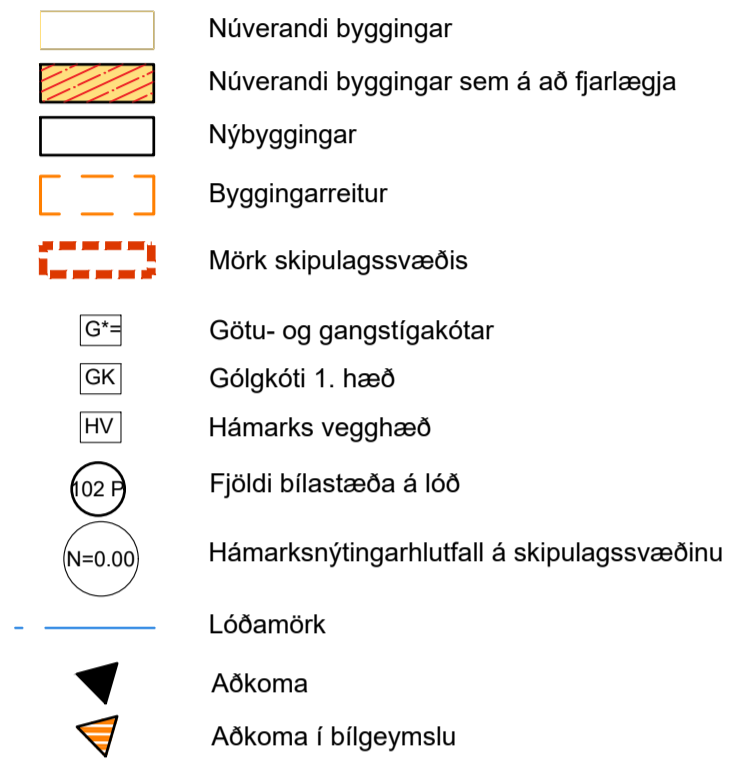 Núverandi byggingar
Núverandi byggingar sem á að fjarlægja
Nýbyggingar
Byggingarreitur
Mörk skipulagssvæðis
G*= Götu- og gangstígakótar
GK Gólgkóti 1. hæð
HV Hámarks vegghæð
102 P Fjöldi bílastæða á lóð
N=0.00 Hámarksnýtingarhlutfall á skipulagssvæðinu
Lóðamörk
Aðkoma
Aðkoma í bílgeymslu